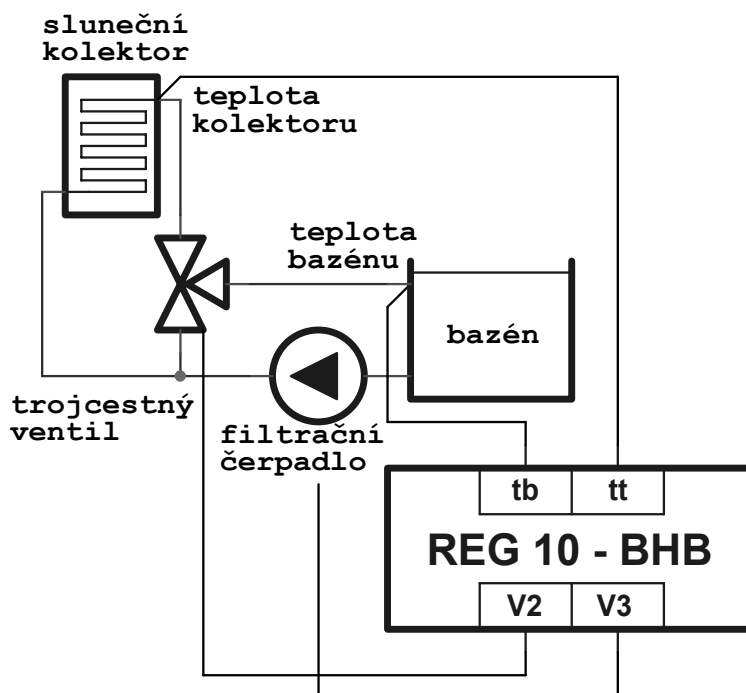 sluneční
kolektor
teplota
kolektoru
teplota
bazénu
bazén
trojcestný
ventil
filtrační
čerpadlo
tb tt
REG 10 - BHB
V2 V3